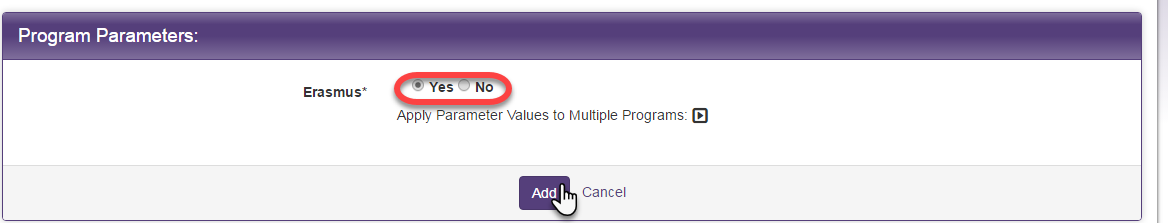 Program Parameters:
Erasmus* Yes No
Apply Parameter Values to Multiple Programs:
Add Cancel